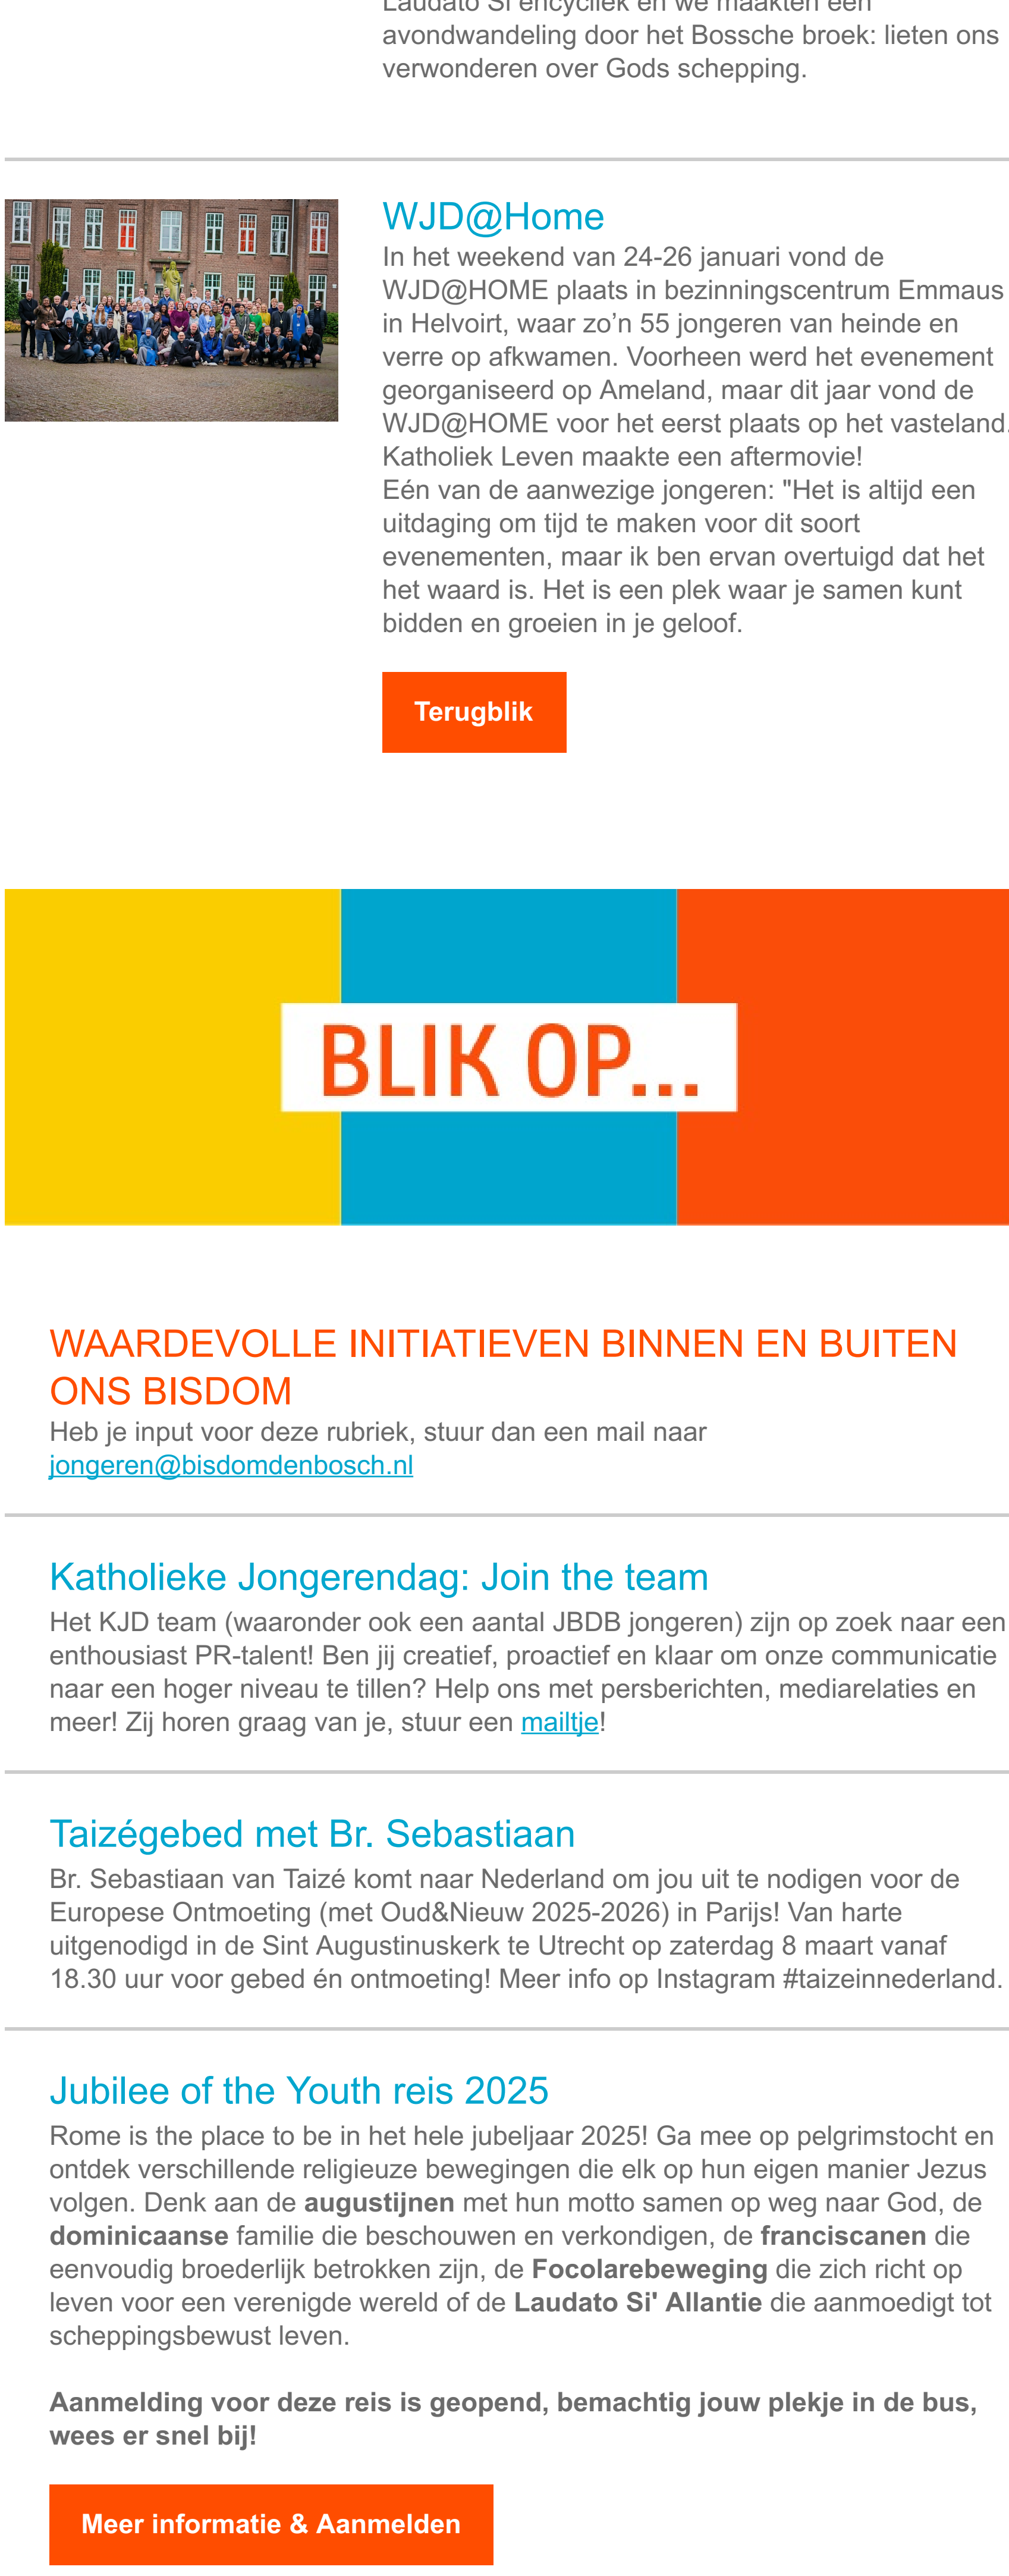 Laudato Si encycliek en we maakten een
avondwandeling door het Bossche broek: lieten ons
verwonderen over Gods schepping.
WJD@Home
In het weekend van 24-26 januari vond de
WJD@HOME plaats in bezinningscentrum Emmaus
in Helvoirt, waar zo’n 55 jongeren van heinde en
verre op afkwamen. Voorheen werd het evenement
georganiseerd op Ameland, maar dit jaar vond de
WJD@HOME voor het eerst plaats op het vasteland.
Katholiek Leven maakte een aftermovie!
Eén van de aanwezige jongeren: "Het is altijd een
uitdaging om tijd te maken voor dit soort
evenementen, maar ik ben ervan overtuigd dat het
het waard is. Het is een plek waar je samen kunt
bidden en groeien in je geloof.
Terugblik
BLIK OP...
WAARDEVOLLE INITIATIEVEN BINNEN EN BUITEN
ONS BISDOM
Heb je input voor deze rubriek, stuur dan een mail naar
jongeren@bisdomdenbosch.nl
Katholieke Jongerendag: Join the team
Het KJD team (waaronder ook een aantal JBDB jongeren) zijn op zoek naar een
enthousiast PR-talent! Ben jij creatief, proactief en klaar om onze communicatie
naar een hoger niveau te tillen? Help ons met persberichten, mediarelaties en
meer! Zij horen graag van je, stuur een mailtje!
Taizégebed met Br. Sebastiaan
Br. Sebastiaan van Taizé komt naar Nederland om jou uit te nodigen voor de
Europese Ontmoeting (met Oud&Nieuw 2025-2026) in Parijs! Van harte
uitgenodigd in de Sint Augustinuskerk te Utrecht op zaterdag 8 maart vanaf
18.30 uur voor gebed én ontmoeting! Meer info op Instagram #taizeinnederland.
Jubilee of the Youth reis 2025
Rome is the place to be in het hele jubeljaar 2025! Ga mee op pelgrimstocht en
ontdek verschillende religieuze bewegingen die elk op hun eigen manier Jezus
volgen. Denk aan de augustijnen met hun motto samen op weg naar God, de
dominicaanse familie die beschouwen en verkondigen, de franciscanen die
eenvoudig broederlijk betrokken zijn, de Focolarebeweging die zich richt op
leven voor een verenigde wereld of de Laudato Si' Allantie die aanmoedigt tot
scheppingsbewust leven.
Aanmelding voor deze reis is geopend, bemachtig jouw plekje in de bus,
wees er snel bij!
Meer informatie & Aanmelden